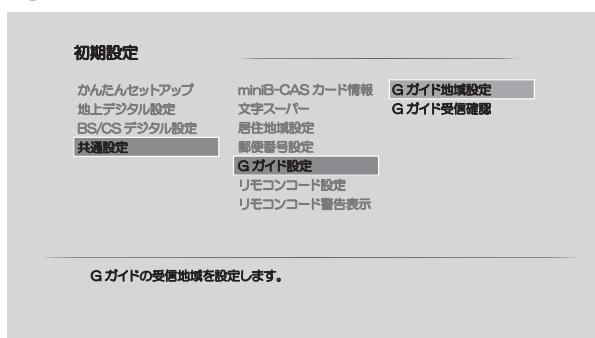 初期設定
かんたんセットアップ
地上デジタル設定
BS/CS デジタル設定
共通設定
miniB-CAS カード情報
文字スーパー
居住地域設定
郵便番号設定
G ガイド設定
リモコンコード設定
リモコンコード警告表示
G ガイド地域設定
G ガイド受信確認
G ガイドの受信地域を設定します。